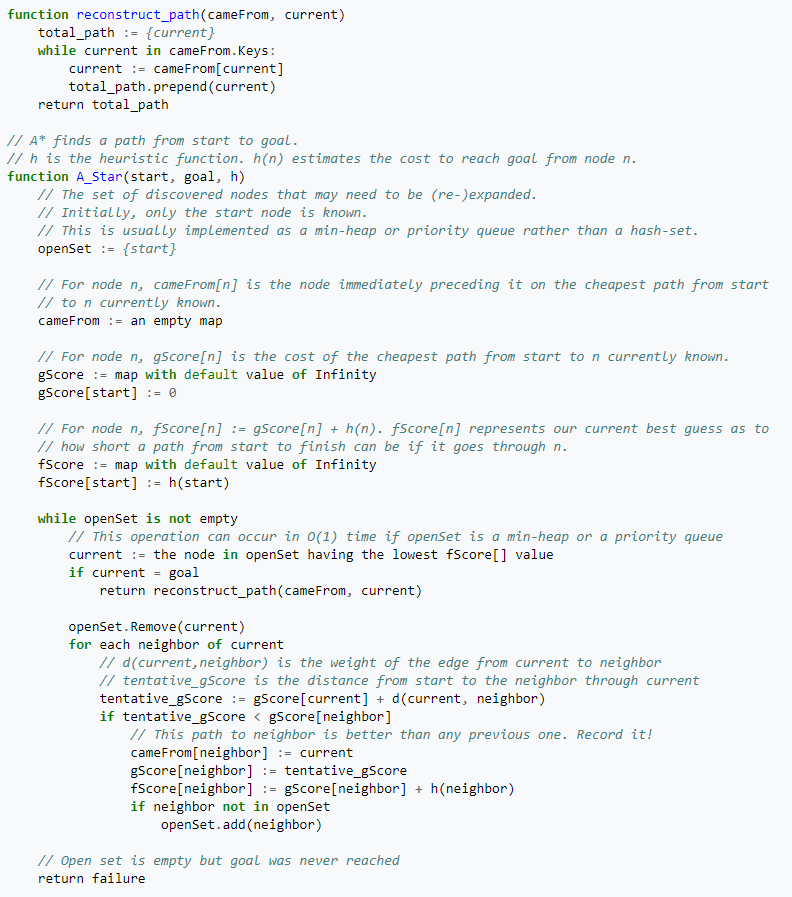 function reconstruct_path(cameFrom, current)
    total_path := {current}
    while current in cameFrom.Keys:
        current := cameFrom[current]
        total_path.prepend(current)
    return total_path

// A* finds a path from start to goal.
// h is the heuristic function. h(n) estimates the cost to reach goal from node n.
function A_Star(start, goal, h)
    // The set of discovered nodes that may need to be (re-)expanded.
    // Initially, only the start node is known.
    // This is usually implemented as a min-heap or priority queue rather than a hash-set.
    openSet := {start}

    // For node n, cameFrom[n] is the node immediately preceding it on the cheapest path from start
    // to n currently known.
    cameFrom := an empty map

    // For node n, gScore[n] is the cost of the cheapest path from start to n currently known.
    gScore := map with default value of Infinity
    gScore[start] := 0

    // For node n, fScore[n] := gScore[n] + h(n). fScore[n] represents our current best guess as to
    // how short a path from start to finish can be if it goes through n.
    fScore := map with default value of Infinity
    fScore[start] := h(start)

    while openSet is not empty
        // This operation can occur in O(1) time if openSet is a min-heap or a priority queue
        current := the node in openSet having the lowest fScore[] value
        if current = goal
            return reconstruct_path(cameFrom, current)

        openSet.Remove(current)
        for each neighbor of current
            // d(current,neighbor) is the weight of the edge from current to neighbor
            // tentative_gScore is the distance from start to the neighbor through current
            tentative_gScore := gScore[current] + d(current, neighbor)
            if tentative_gScore < gScore[neighbor]
                // This path to neighbor is better than any previous one. Record it!
                cameFrom[neighbor] := current
                gScore[neighbor] := tentative_gScore
                fScore[neighbor] := gScore[neighbor] + h(neighbor)
                if neighbor not in openSet
                    openSet.add(neighbor)

    // Open set is empty but goal was never reached
    return failure